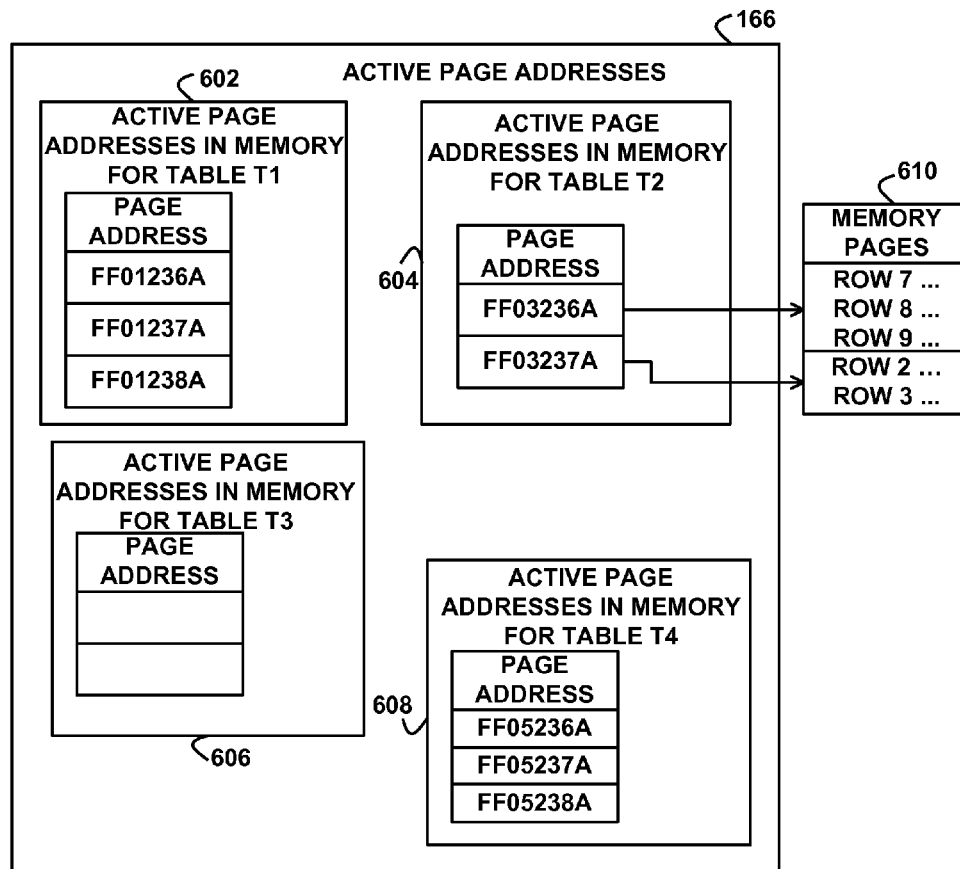 166
ACTIVE PAGE ADDRESSES
602
ACTIVE PAGE
ADDRESSES IN MEMORY
FOR TABLE T1
PAGE
ADDRESS
FF01236A
FF01237A
FF01238A
ACTIVE PAGE
ADDRESSES IN MEMORY
FOR TABLE T2
604
PAGE
ADDRESS
FF03236A
FF03237A
610
MEMORY
PAGES
ROW 7 ...
ROW 8 ...
ROW 9 ...
ROW 2 ...
ROW 3 ...
ACTIVE PAGE
ADDRESSES IN MEMORY
FOR TABLE T3
PAGE
ADDRESS
606
ACTIVE PAGE
ADDRESSES IN MEMORY
FOR TABLE T4
608
PAGE
ADDRESS
FF05236A
FF05237A
FF05238A